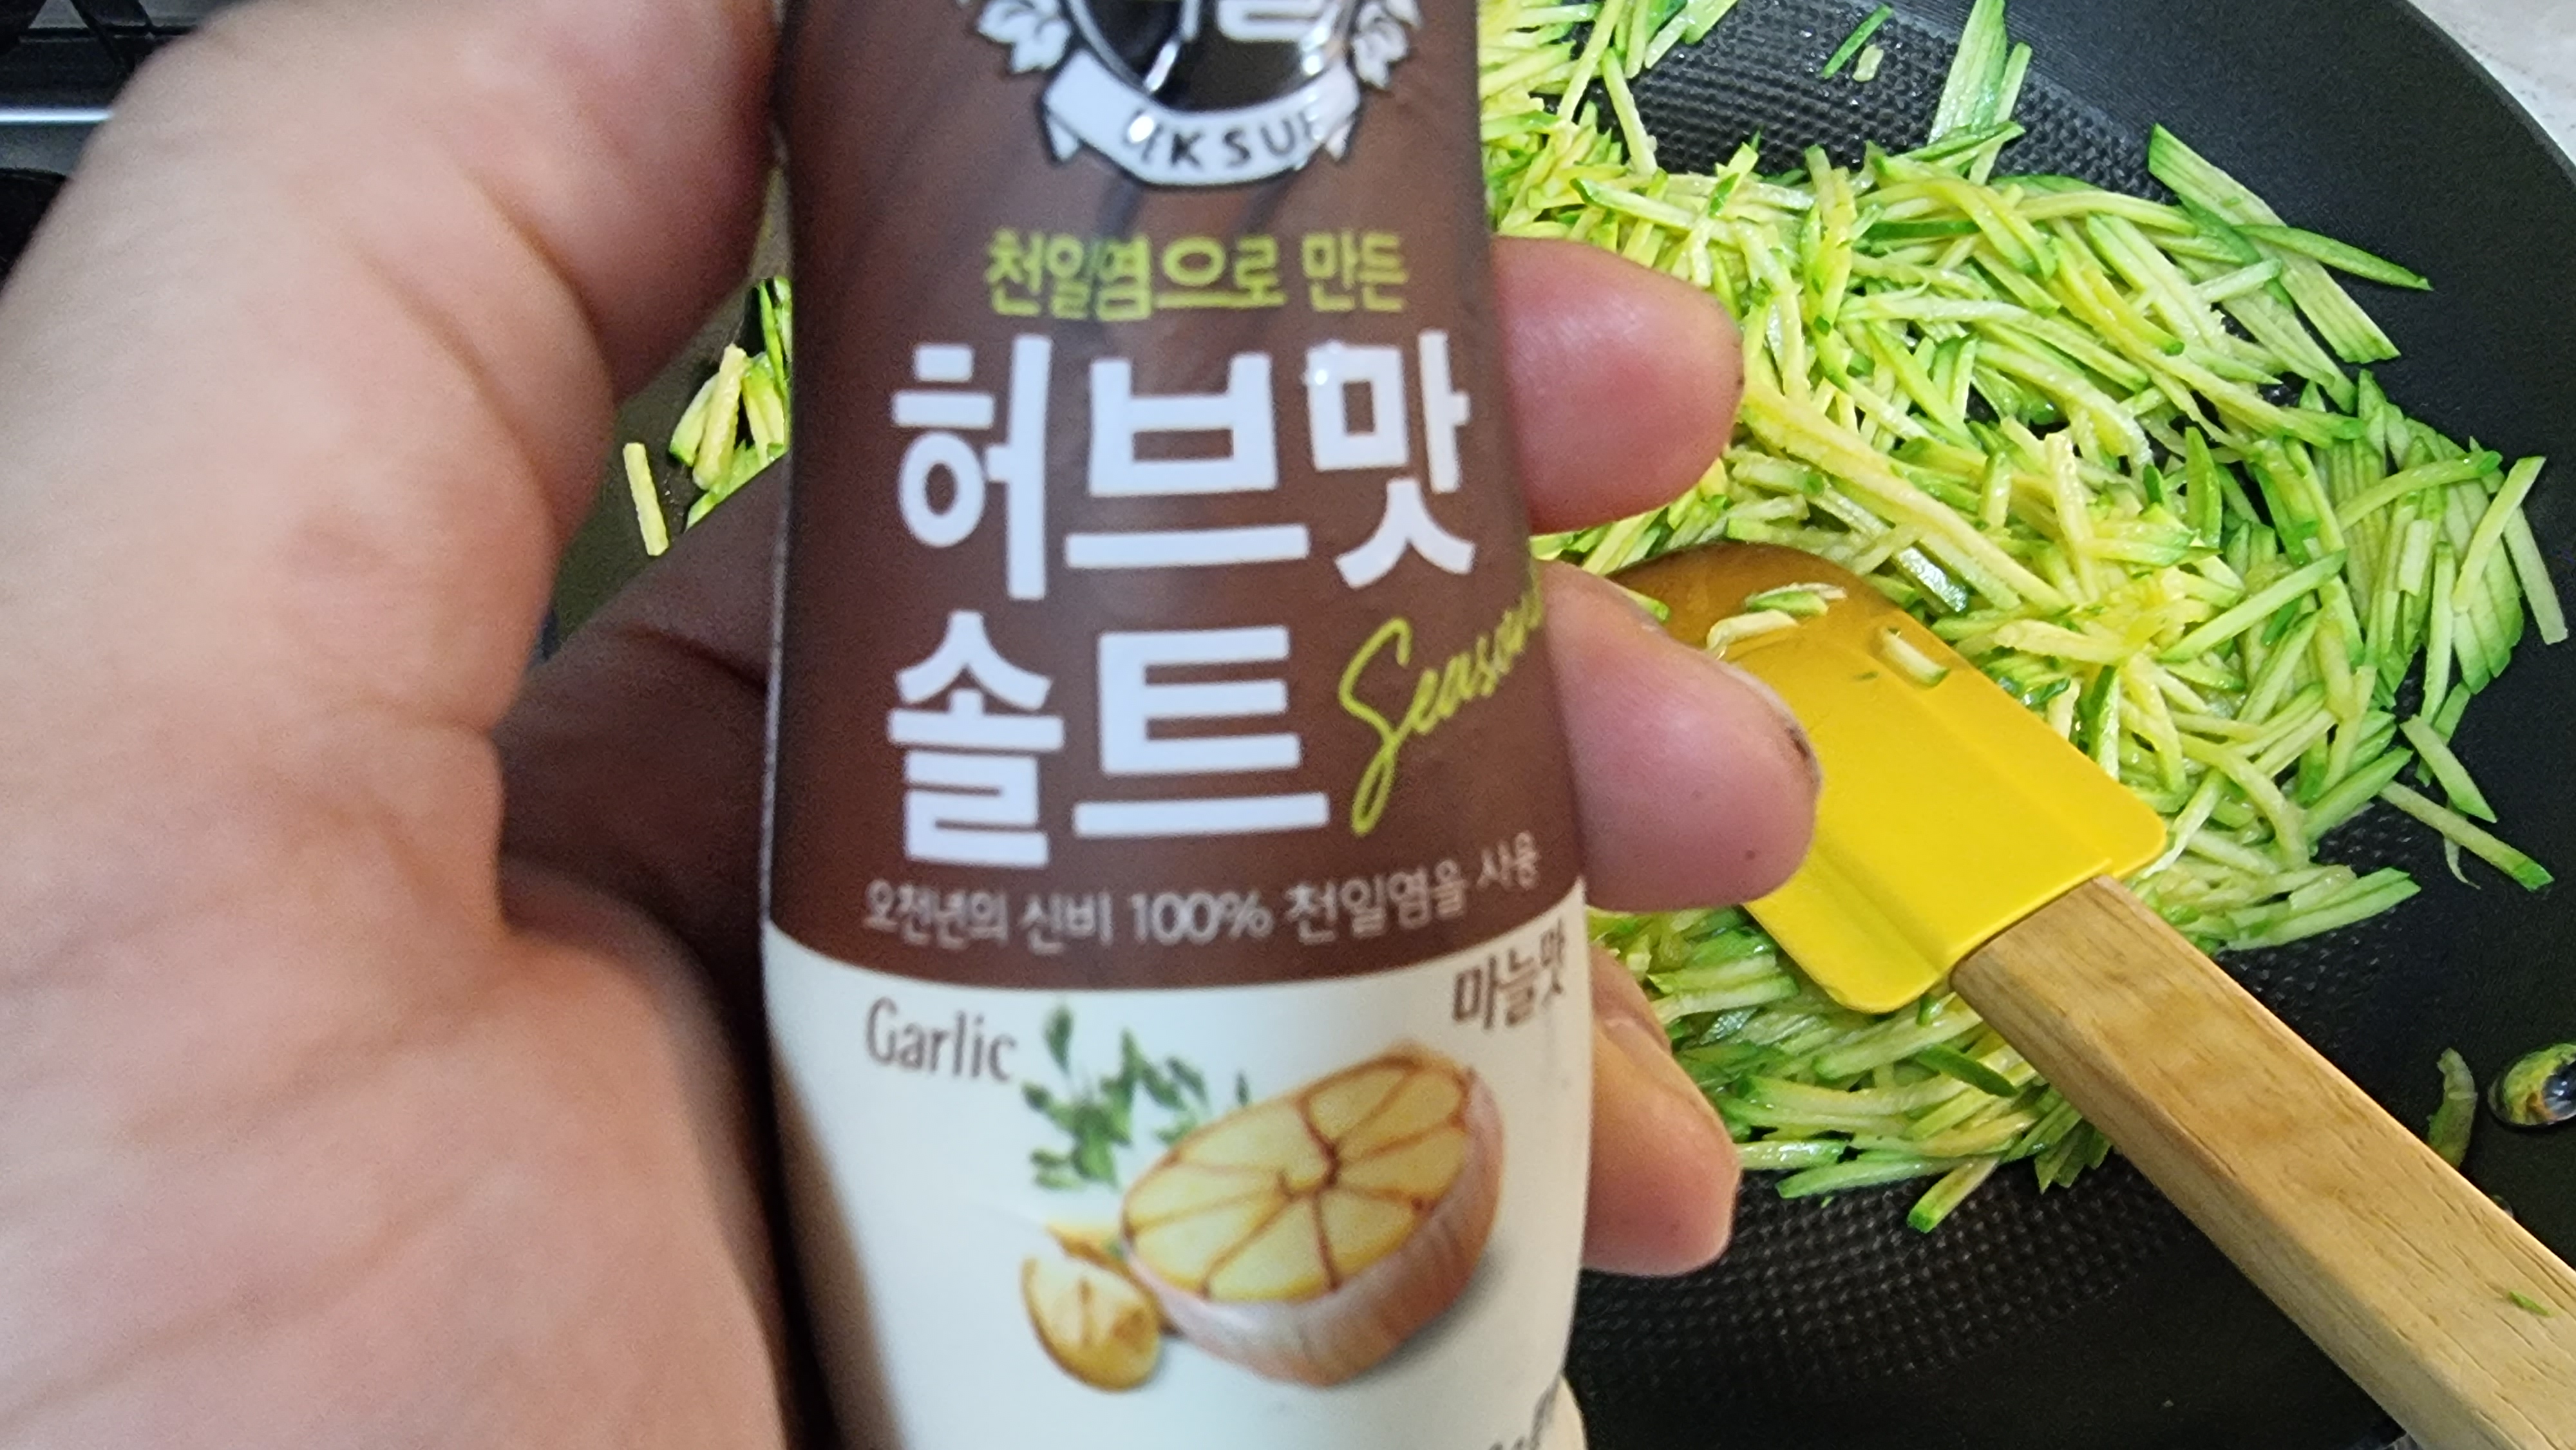 천일염으로 만든
허브맛
솔트
오천년의 신비 100% 천일염을 사용
Garlic
마늘맛